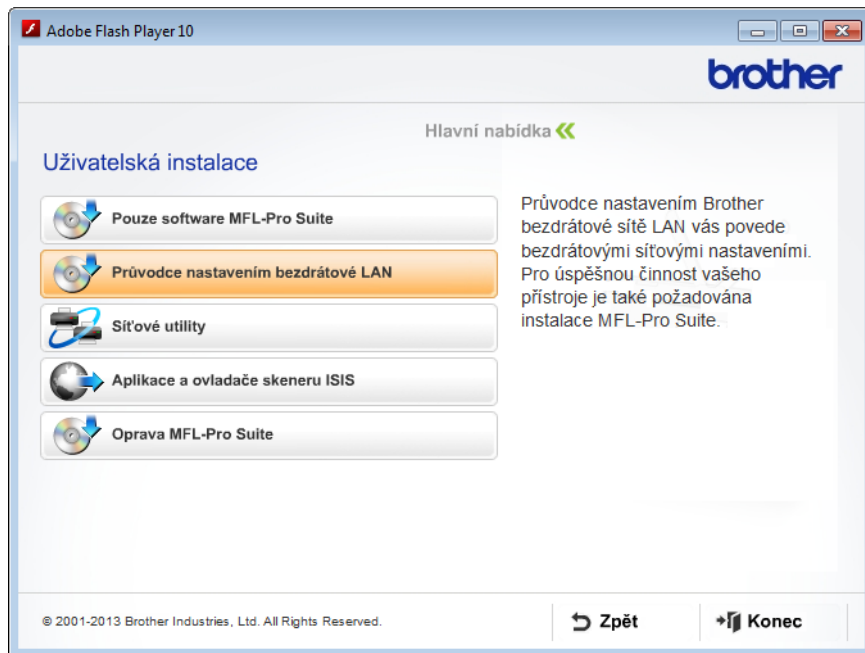 Adobe Flash Player 10
brother
Hlavní nabídka
Uživatelská instalace
Pouze software MFL-Pro Suite
Průvodce nastavením bezdrátové LAN
Síťové utility
Aplikace a ovladače skeneru ISIS
Oprava MFL-Pro Suite
Průvodce nastavením Brother
bezdrátové sítě LAN vás povede
bezdrátovými síťovými nastaveními.
Pro úspěšnou činnost vašeho
přístroje je také požadována
instalace MFL-Pro Suite.
© 2001-2013 Brother Industries, Ltd. All Rights Reserved.
Zpět
Konec